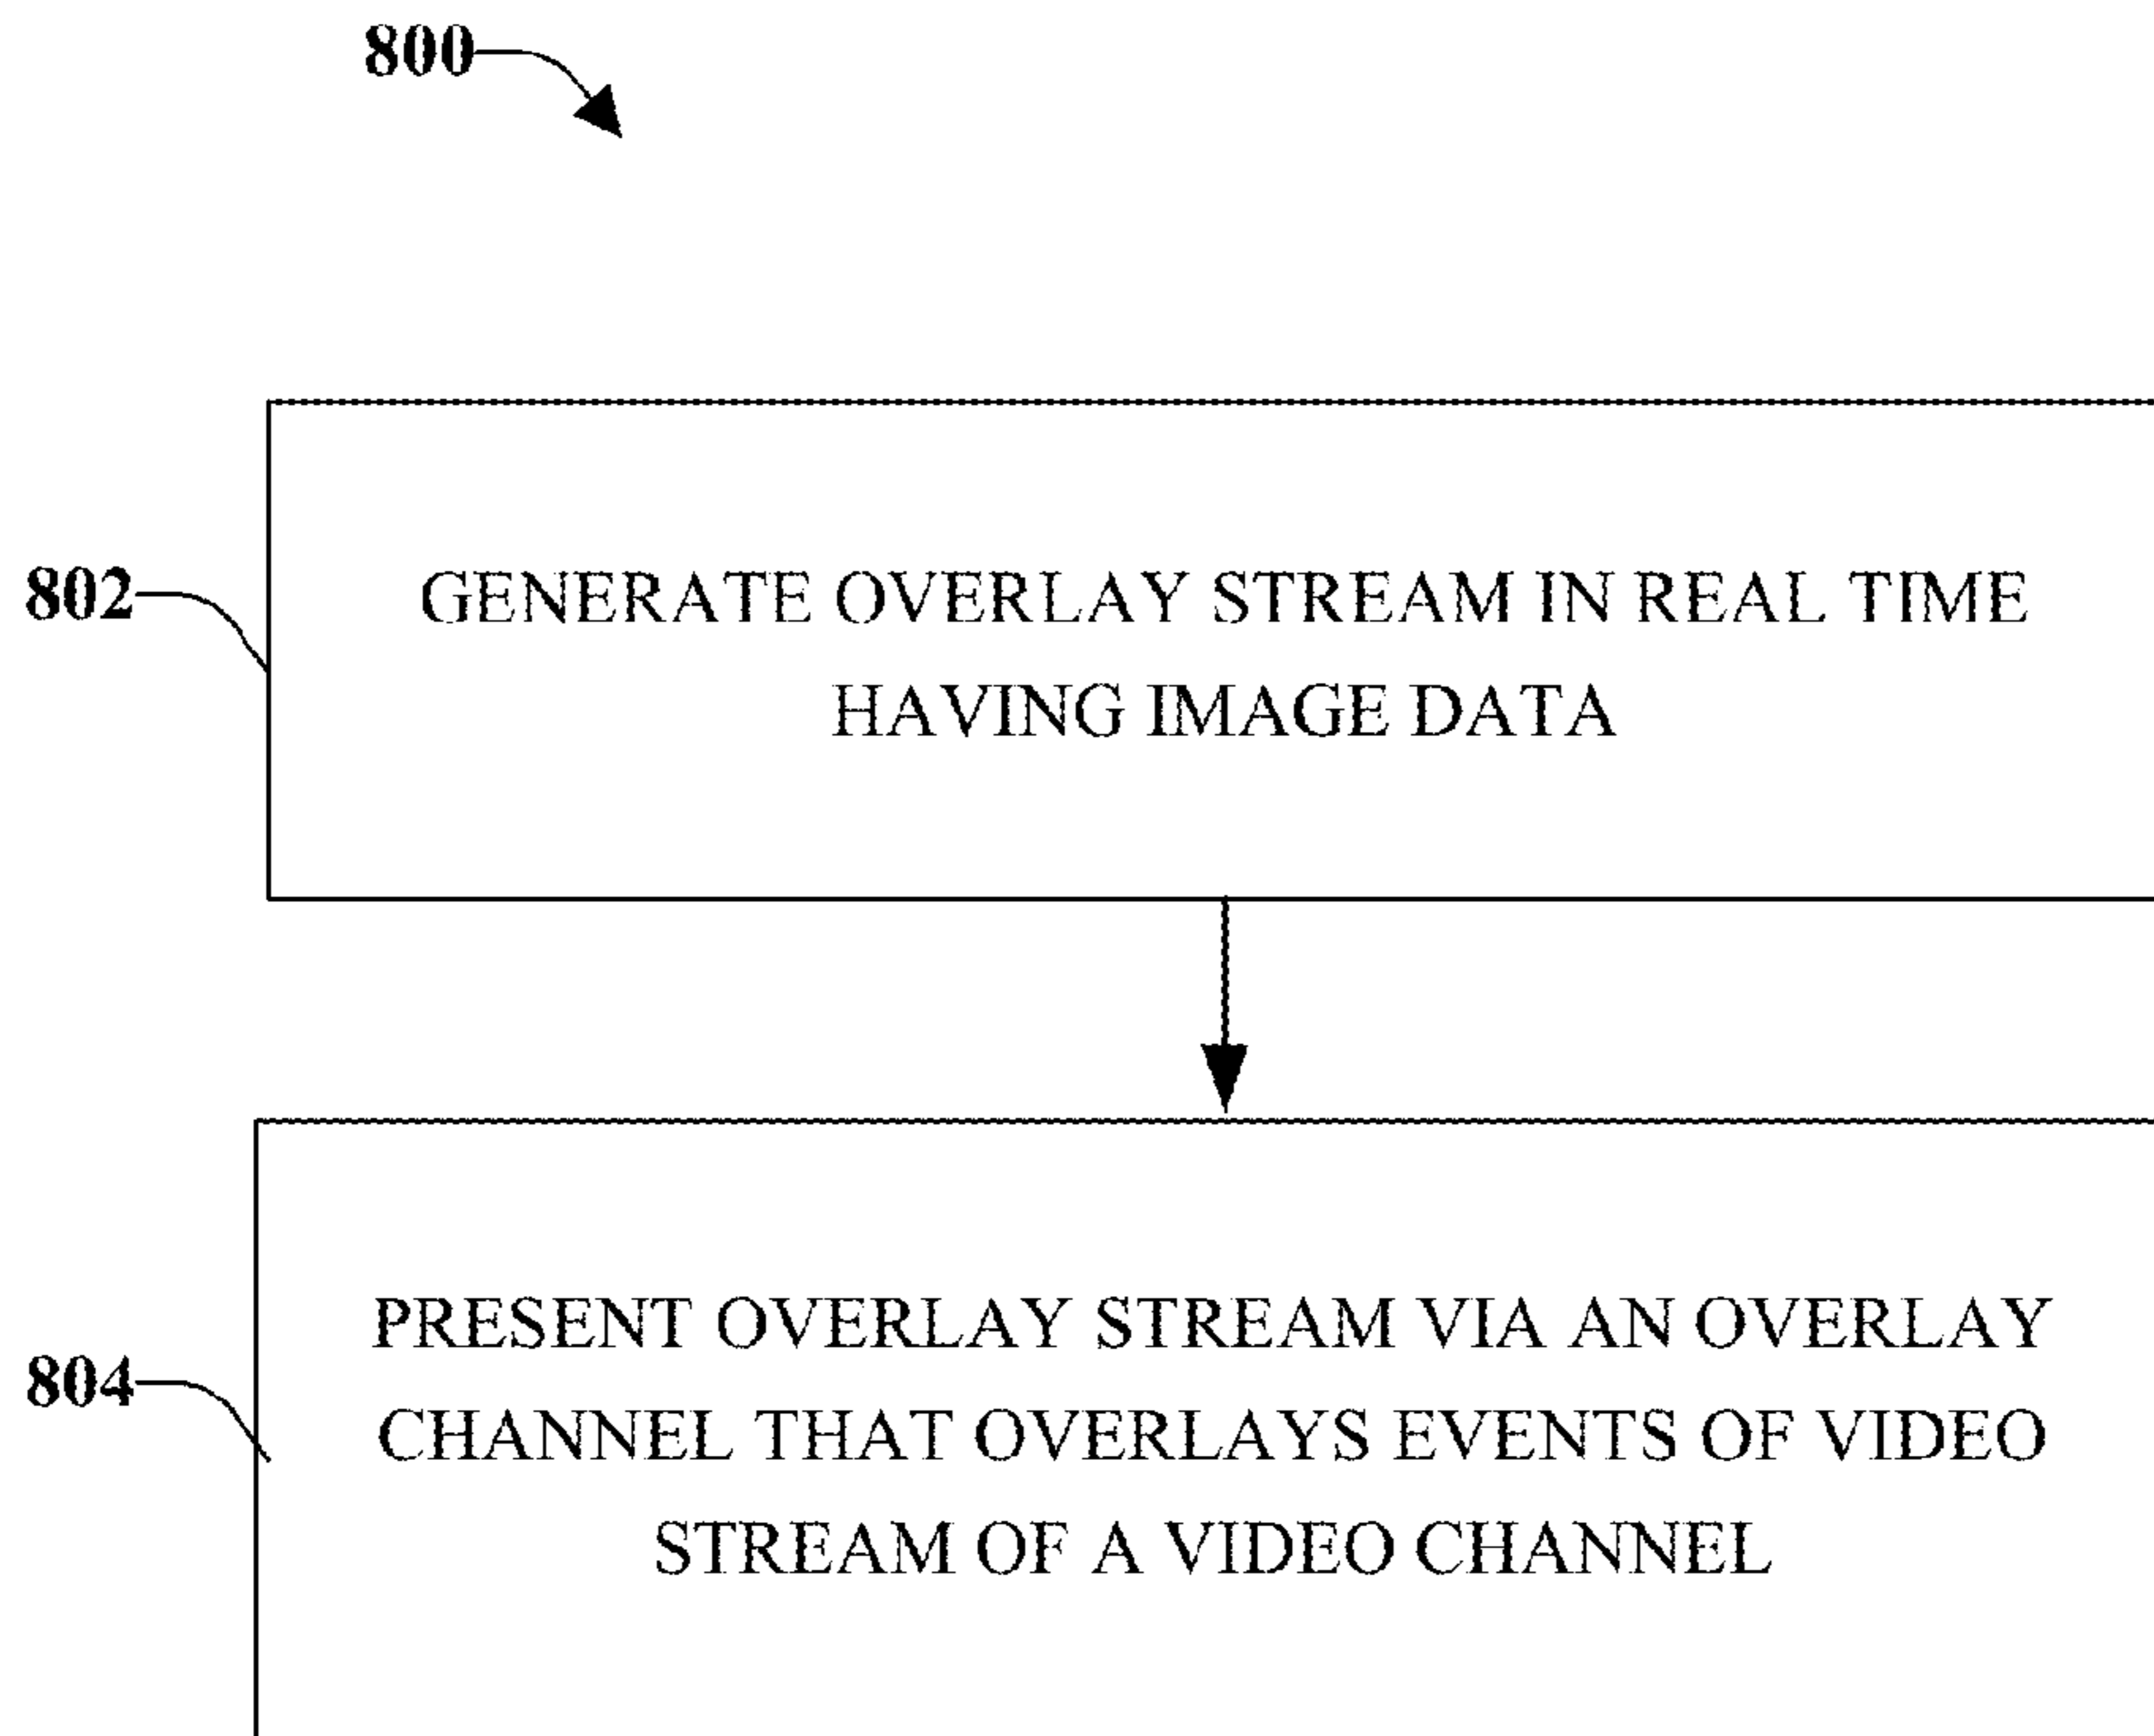 800
802
GENERATE OVERLAY STREAM IN REAL TIME
HAVING IMAGE DATA
804
PRESENT OVERLAY STREAM VIA AN OVERLAY
CHANNEL THAT OVERLAYS EVENTS OF VIDEO
STREAM OF A VIDEO CHANNEL